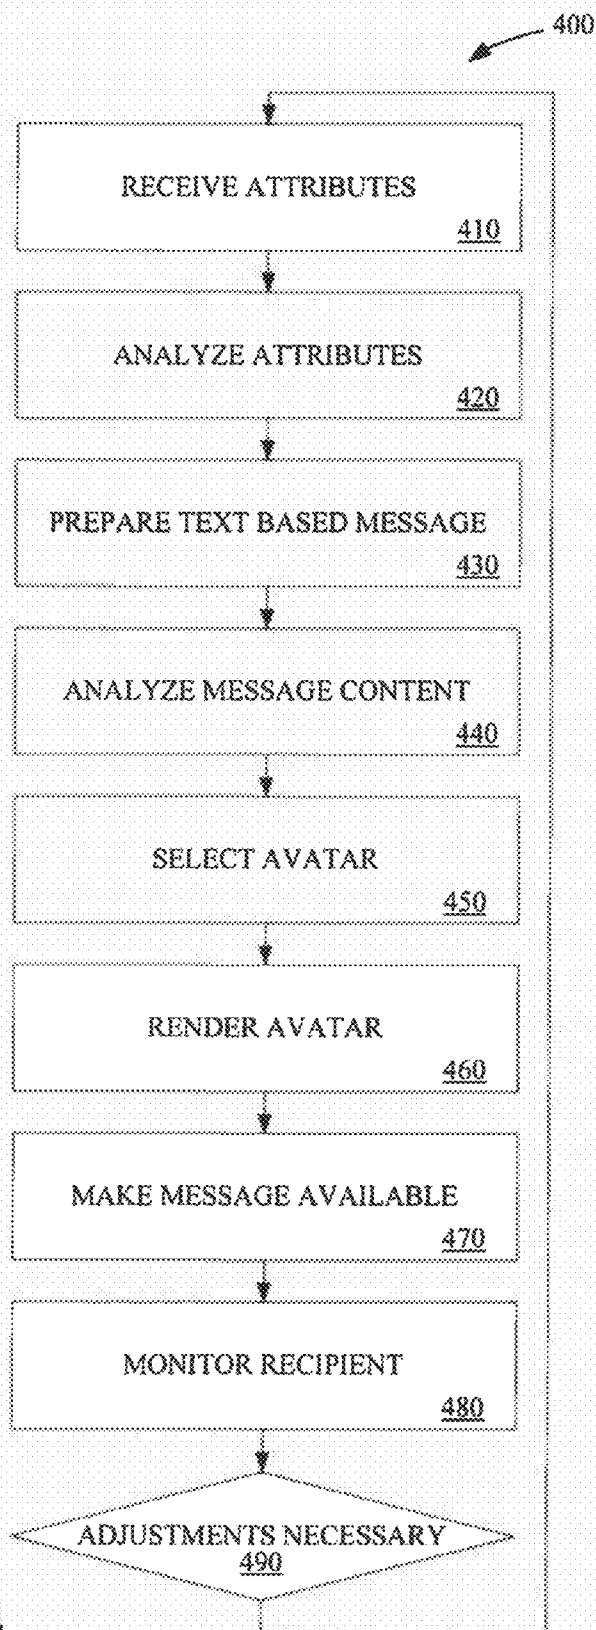 400
RECEIVE ATTRIBUTES
410
ANALYZE ATTRIBUTES
420
PREPARE TEXT BASED MESSAGE
430
ANALYZE MESSAGE CONTENT
440
SELECT AVATAR
450
RENDER AVATAR
460
MAKE MESSAGE AVAILABLE
470
MONITOR RECIPIENT
480
ADJUSTMENTS NECESSARY
490